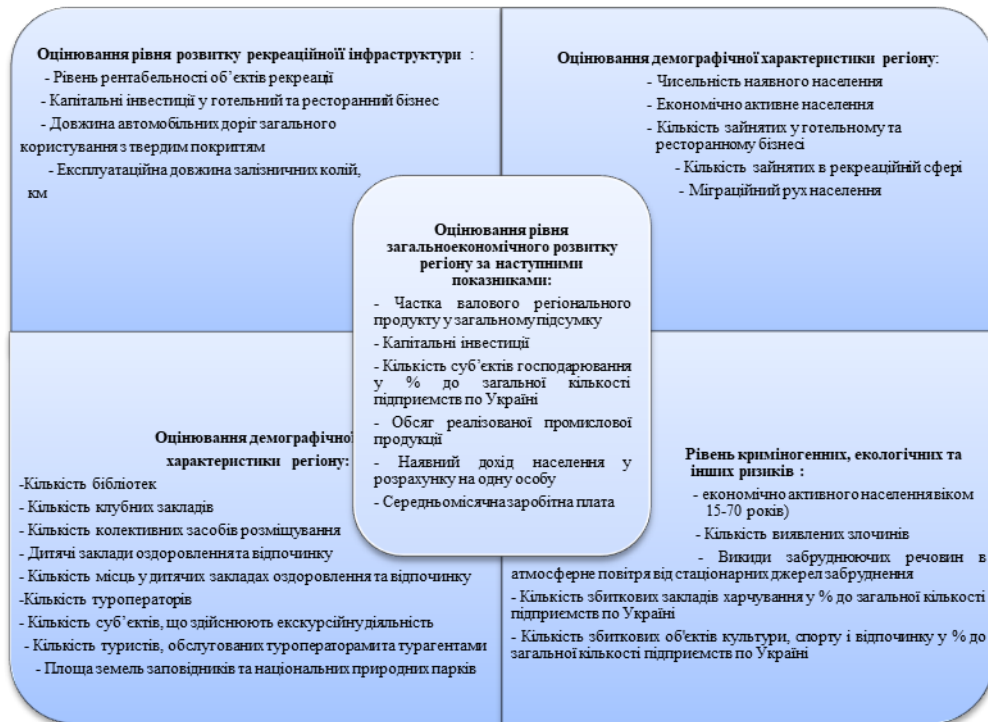 Оцінювання рівня розвитку рекреаційноїї інфраструктури :
- Рівень рентабельності об’єктів рекреації
- Капітальні інвестиції у готельний та ресторанний бізнес
- Довжина автомобільних доріг загального
користування з твердим покриттям
- Експлуатаційна довжина залізничних колій,
км
Оцінювання демографічної характеристики регіону:
- Чисельність наявного населення
- Економічно активне населення
- Кількість зайнятих у готельному та
ресторанному бізнесі
- Кількість зайнятих в рекреаційній сфері
- Міграційний рух населення
Оцінювання рівня
загальноекономічного розвитку
регіону за наступними
показниками:
- Частка валового регіонального
продукту у загальному підсумку
- Капітальні інвестиції
- Кількість суб’єктів господарювання
у % до загальної кількості
підприємств по Україні
- Обсяг реалізованої промислової
продукції
- Наявний дохід населення у
розрахунку на одну особу
- Середньомісячна заробітна плата
Оцінювання демографічної
характеристики регіону:
-Кількість бібліотек
- Кількість клубних закладів
- Кількість колективних засобів розміщування
- Дитячі заклади оздоровлення та відпочинку
- Кількість місць у дитячих закладах оздоровлення та відпочинку
-Кількість туроператорів
- Кількість суб’єктів, що здійснюють екскурсійну діяльність
- Кількість туристів, обслугованих туроператорами та турагентами
- Площа земель заповідників та національних природних парків
Рівень криміногенних, екологічних та
інших ризиків :
- економічно активного населення віком
15-70 років)
- Кількість виявлених злочинів
- Викиди забруднюючих речовин в
атмосферне повітря від стаціонарних джерел забруднення
- Кількість збиткових закладів харчування у % до загальної кількості
підприємств по Україні
- Кількість збиткових об'єктів культури, спорту і відпочинку у % до
загальної кількості підприємств по Україні